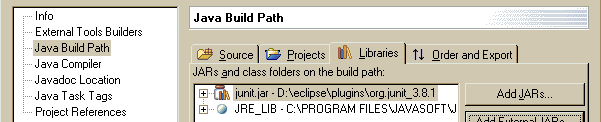 Info
External Tools Builders
Java Build Path
Java Compiler
Javadoc Location
Java Task Tags
Project References
Java Build Path
Source
Projects
Libraries
Order and Export
JARs and class folders on the build path:
junit.jar - D:\eclipse\plugins\org.junit_3.8.1
JRE_LIB - C:\PROGRAM FILES\JAVASOFT\J
Add JARs...
Add External JARs...